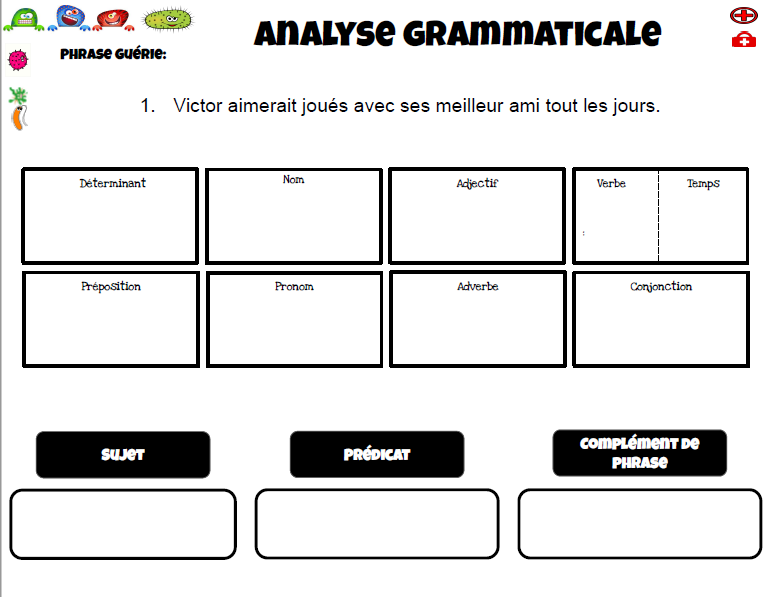 Analyse grammaticale
Phrase guérie:
1. Victor aimerait joués avec ses meilleur ami tout les jours.
Déterminant Nom Adjectif Verbe Temps
:
Préposition Pronom Adverbe Conjonction
Sujet Prédicat Complément de
phrase